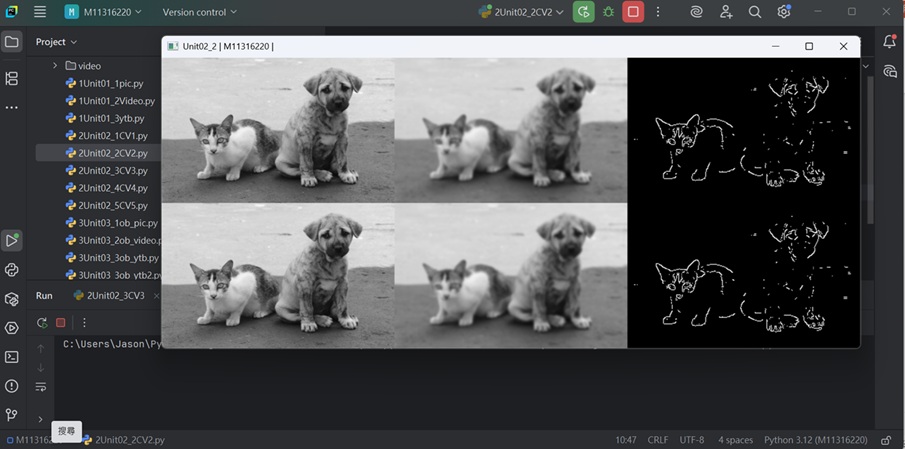 M M11316220
Version control
2Unit02_2CV2
Project
Unit02_2 | M11316220 |
video
1Unit01_1pic.py
1Unit01_2Video.py
1Unit01_3ytb.py
2Unit02_1CV1.py
2Unit02_2CV2.py
2Unit02_3CV3.py
2Unit02_4CV4.py
2Unit02_5CV5.py
3Unit03_1ob_pic.py
3Unit03_2ob_video.p
3Unit03_3ob_ytb.py
3Unit03_3ob_ytb2.py
Run
2Unit02_3CV3
C:\Users\Jason\Py
搜尋
M113162
2Unit02_2CV2.py
10:47 CRLF UTF-8 4 spaces Python 3.12 (M11316220)